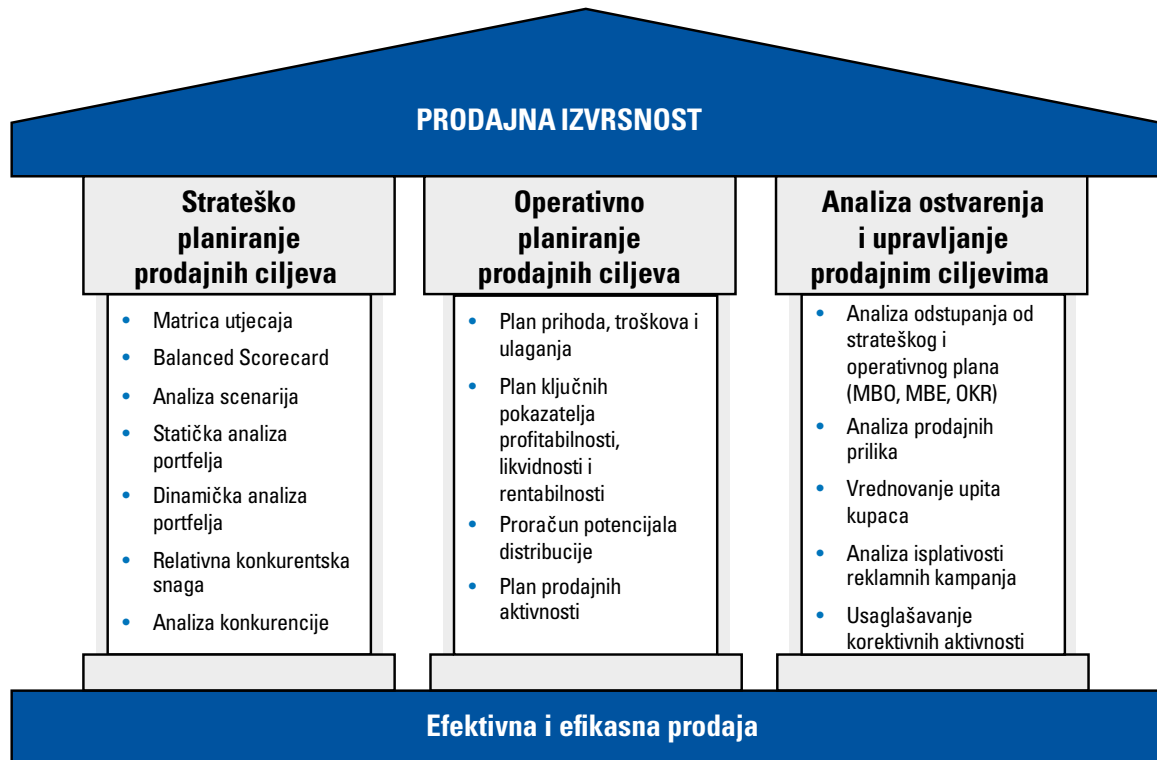 PRODAJNA IZVRSNOST
Strateško
planiranje
prodajnih ciljeva
• Matrica utjecaja
• Balanced Scorecard
• Analiza scenarija
• Statička analiza
portfelja
• Dinamička analiza
portfelja
• Relativna konkurentska
snaga
• Analiza konkurencije
Operativno
planiranje
prodajnih ciljeva
• Plan prihoda, troškova i
ulaganja
• Plan ključnih
pokazatelja
profitabilnosti,
likvidnosti i
rentabilnosti
• Proračun potencijala
distribucije
• Plan prodajnih
aktivnosti
Analiza ostvarenja
i upravljanje
prodajnim ciljevima
• Analiza odstupanja od
strateškog i
operativnog plana
(MBO, MBE, OKR)
• Analiza prodajnih
prilika
• Vrednovanje upita
kupaca
• Analiza isplativosti
reklamnih kampanja
• Usaglašavanje
korektivnih aktivnosti
Efektivna i efikasna prodaja